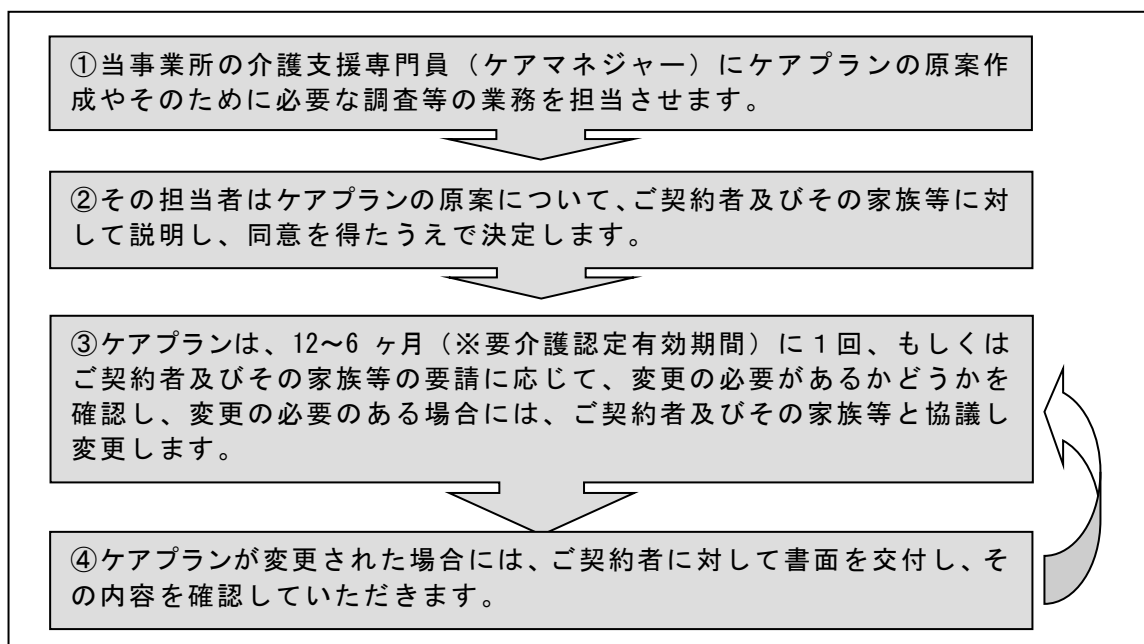 ①当事業所の介護支援専門員（ケアマネジャー）にケアプランの原案作
成やそのために必要な調査等の業務を担当させます。
②その担当者はケアプランの原案について、ご契約者及びその家族等に対
して説明し、同意を得たうえで決定します。
③ケアプランは、12～6 ヶ月（※要介護認定有効期間）に１回、もしくは
ご契約者及びその家族等の要請に応じて、変更の必要があるかどうかを
確認し、変更の必要のある場合には、ご契約者及びその家族等と協議し
変更します。
④ケアプランが変更された場合には、ご契約者に対して書面を交付し、そ
の内容を確認していただきます。